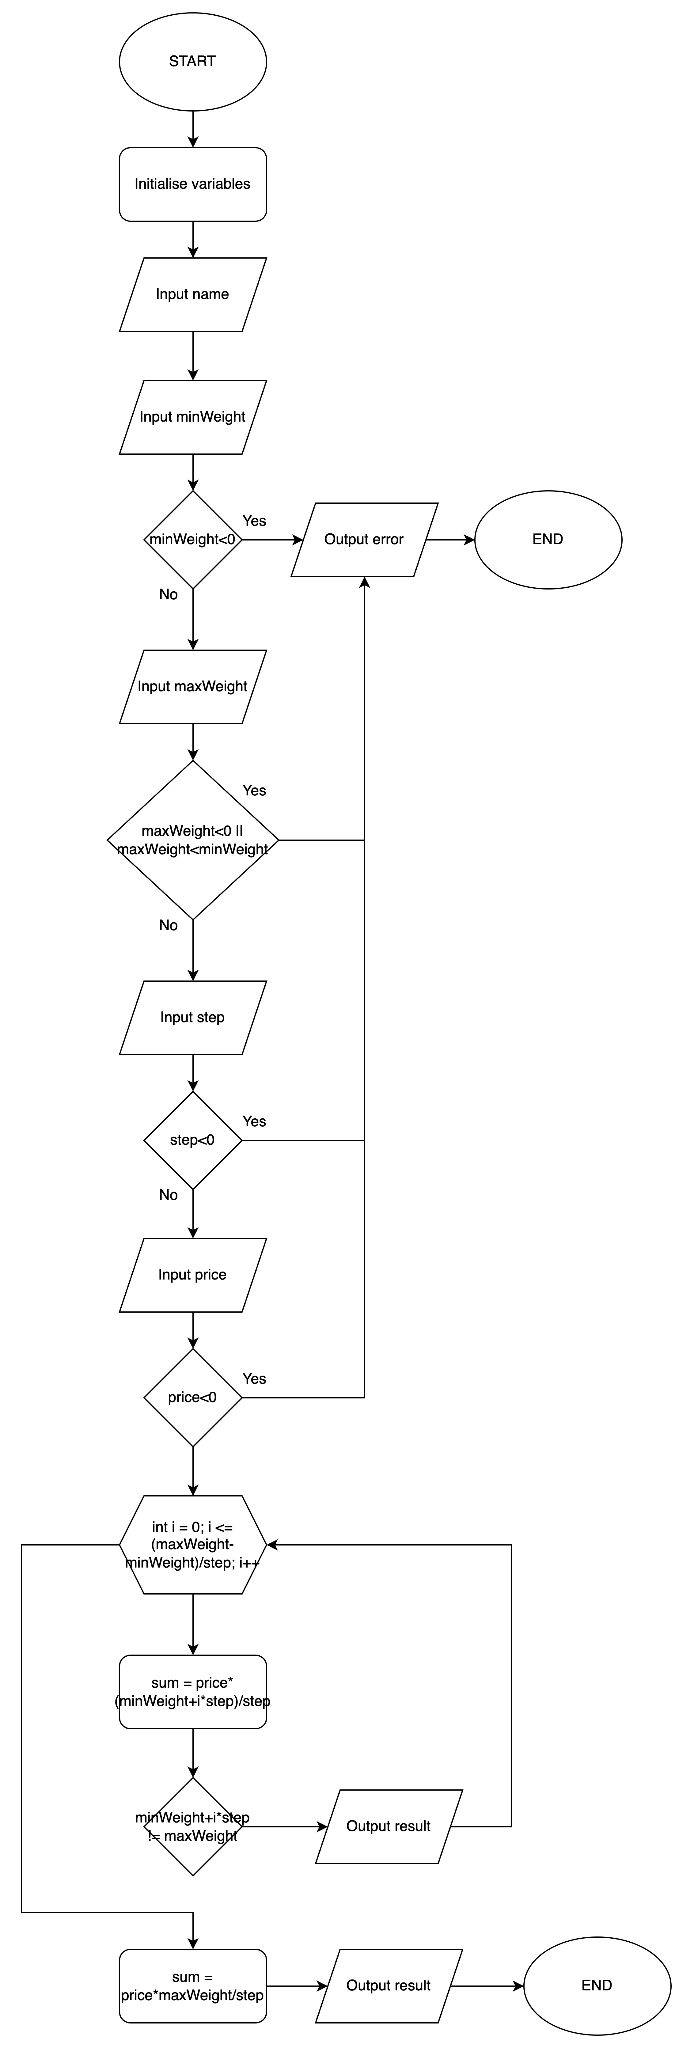 START
Initialise variables
Input name
Input minWeight
minWeight<0
Yes
Output error
END
No
Input maxWeight
Yes
maxWeight<0 ||
maxWeight<minWeight
No
Input step
Yes
step<0
No
Input price
Yes
price<0
int i = 0; i <=
(maxWeight-
minWeight)/step; i++
sum = price*
(minWeight+i*step)/step
minWeight+i*step
!= maxWeight
Output result
sum =
price*maxWeight/step
Output result
END